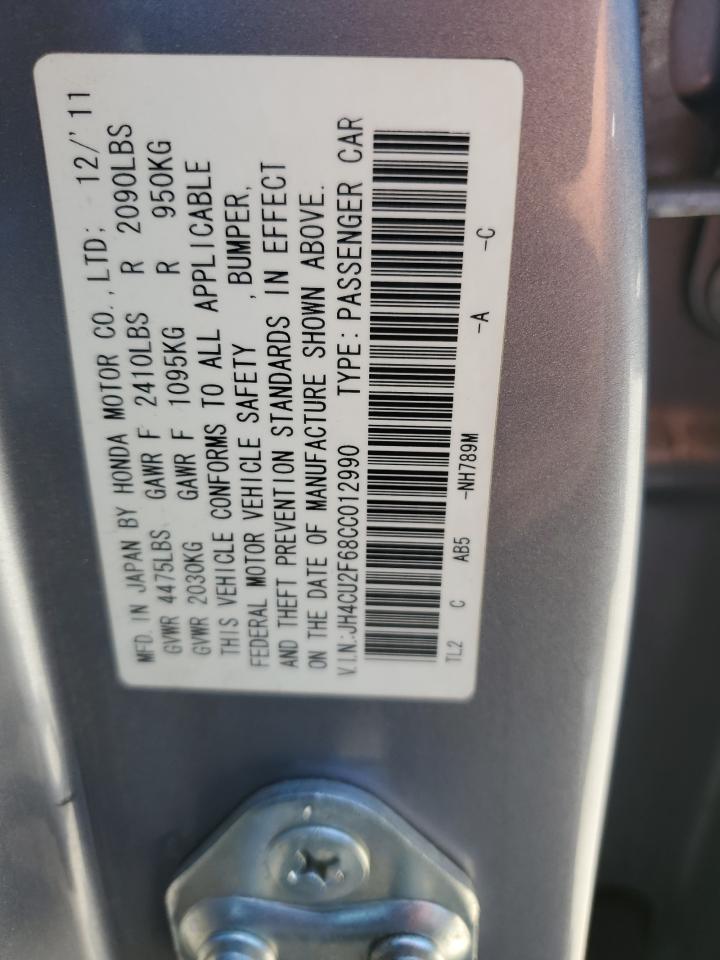 MFD. IN JAPAN BY HONDA MOTOR CO., LTD; 12/'11
GVWR 4475LBS GAWR F 2410LBS R 2090LBS
GVWR 2030KG GAWR F 1095KG R 950KG
THIS VEHICLE CONFORMS TO ALL APPLICABLE
FEDERAL MOTOR VEHICLE SAFETY , BUMPER,
AND THEFT PREVENTION STANDARDS IN EFFECT
ON THE DATE OF MANUFACTURE SHOWN ABOVE.
V.I.N.:JH4CU2F68CC012990 TYPE: PASSENGER CAR
TL2 C AB5 -NH789M -A -C